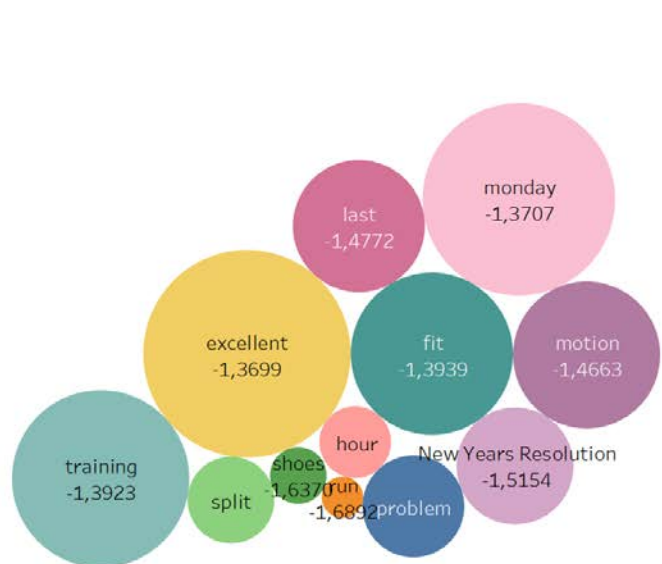 monday
-1,3707
last
-1,4772
excellent
-1,3699
fit
-1,3939
motion
-1,4663
training
-1,3923
hour
New Years Resolution
-1,5154
shoes
-1,6370
split
run
-1,6892
problem